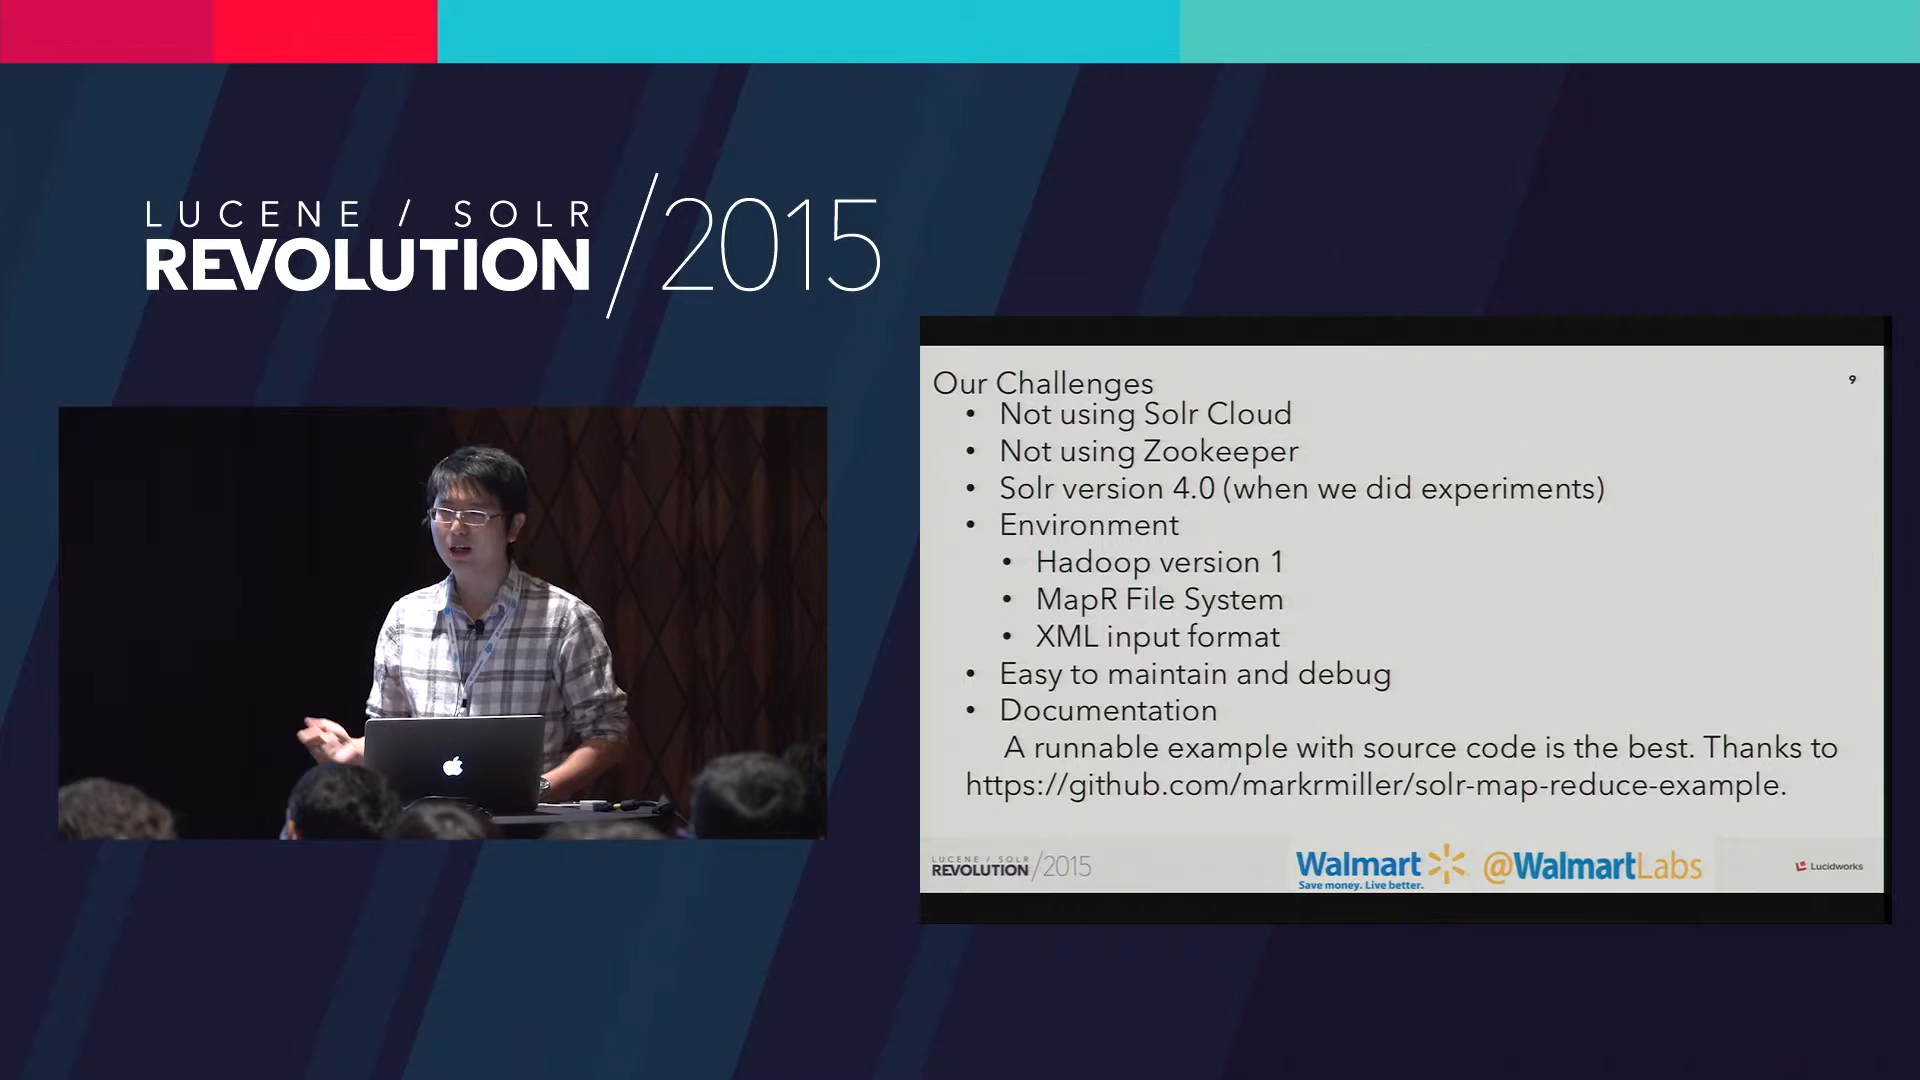 LUCENE / SOLR
REVOLUTION /2015
Our Challenges
9
• Not using Solr Cloud
• Not using Zookeeper
• Solr version 4.0 (when we did experiments)
• Environment
• Hadoop version 1
• MapR File System
• XML input format
• Easy to maintain and debug
• Documentation
A runnable example with source code is the best. Thanks to
https://github.com/markrmiller/solr-map-reduce-example.
LUCENE / SOLR
REVOLUTION /2015
Walmart
Save money. Live better.
@WalmartLabs
Lucidworks